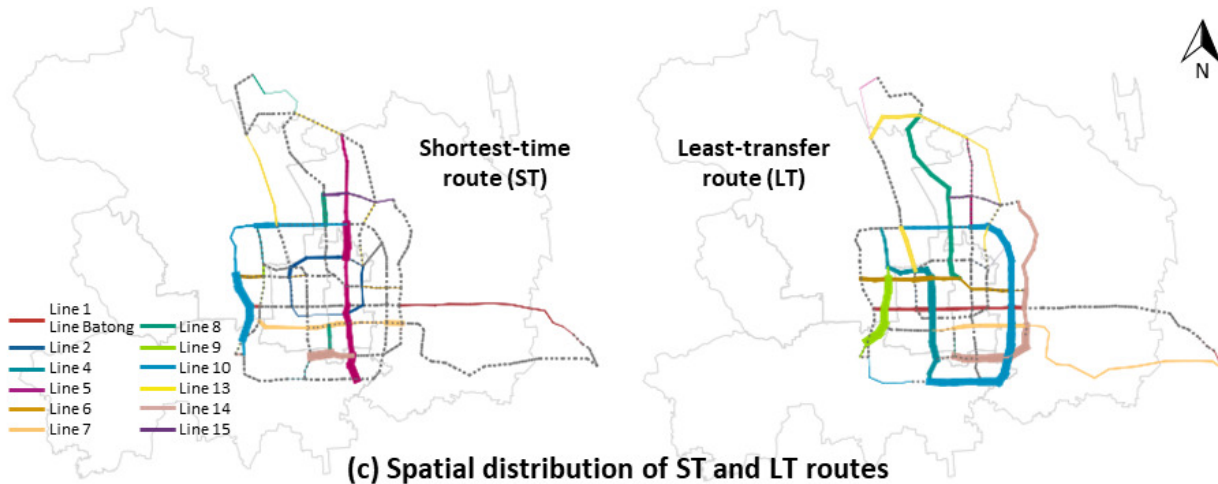 N
Shortest-time
route (ST)
Least-transfer
route (LT)
Line 1
Line Batong
Line 2
Line 4
Line 5
Line 6
Line 7
Line 8
Line 9
Line 10
Line 13
Line 14
Line 15
(c) Spatial distribution of ST and LT routes